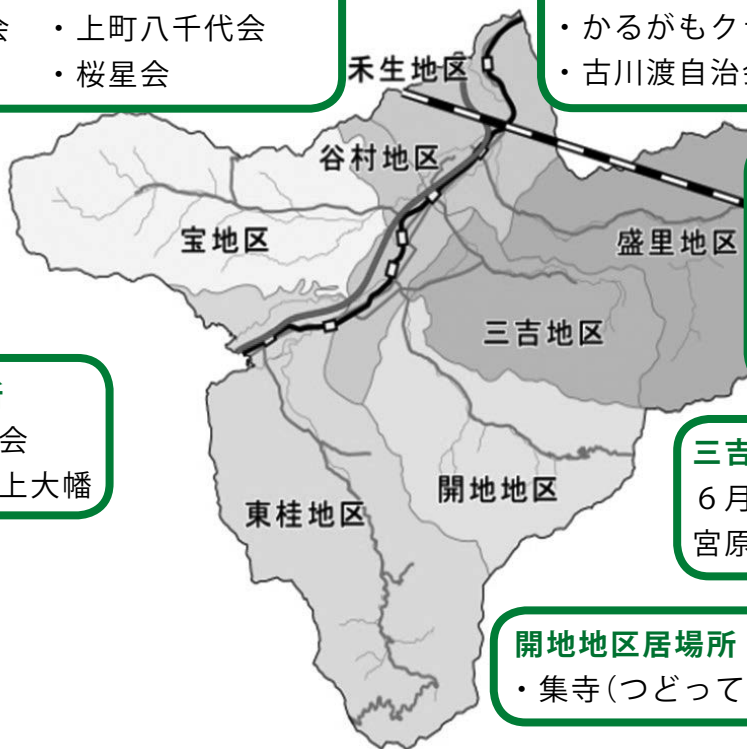 会 ・上町八千代会
・桜星会
・かるがもク
・古川渡自治
禾生地区
谷村地区
宝地区
盛里地区
三吉地区
会
上大幡
東桂地区
開地地区
三吉
6月
宮原
開地地区居場所
・集寺(つどって